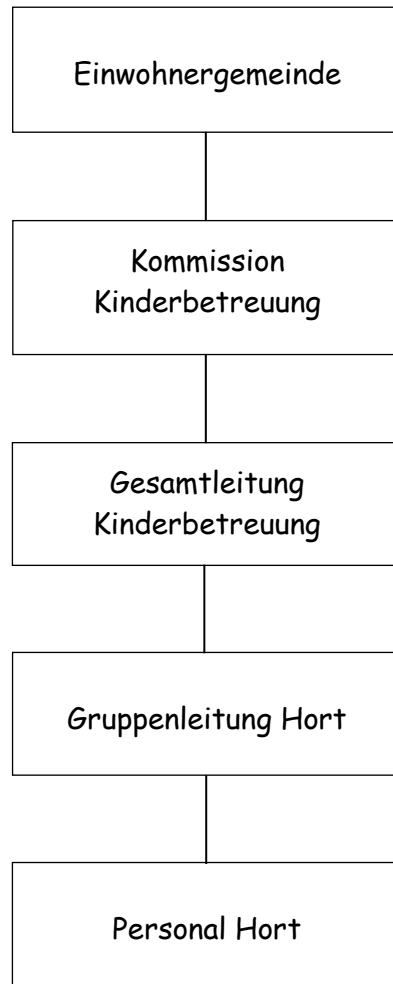 Einwohnergemeinde
Kommission
Kinderbetreuung
Gesamtleitung
Kinderbetreuung
Gruppenleitung Hort
Personal Hort